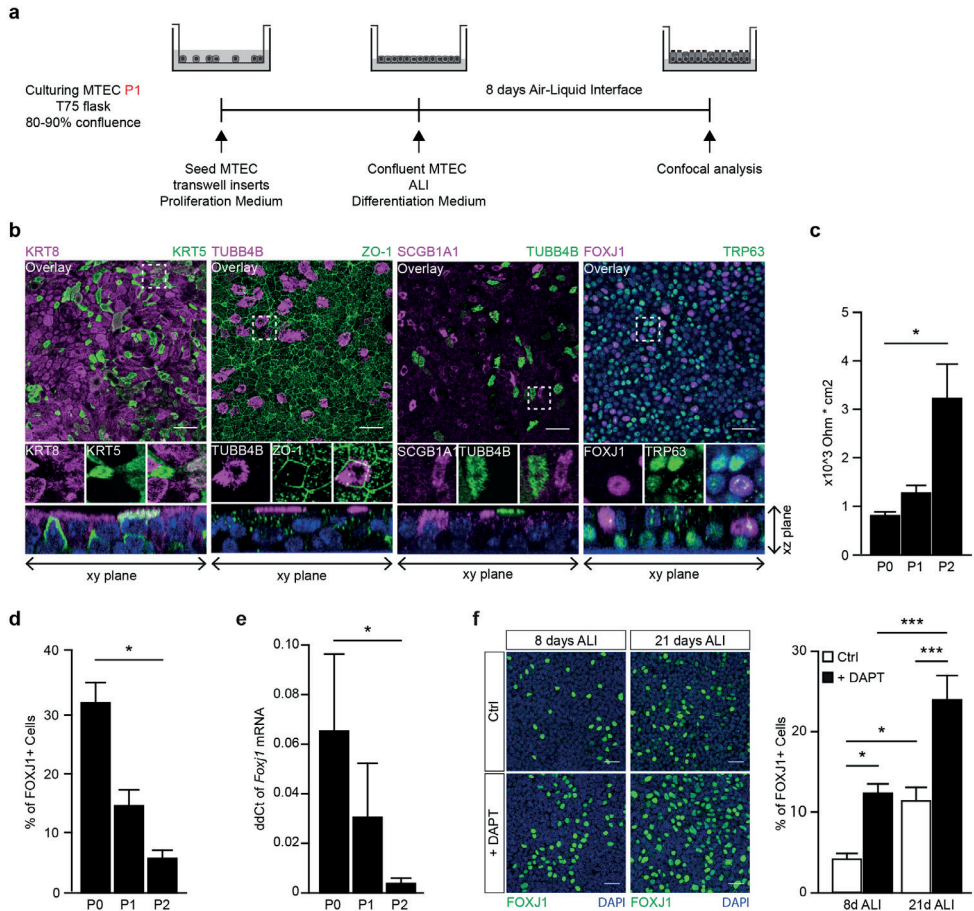 a
Culturing MTEC P1
T75 flask
80-90% confluence
8 days Air-Liquid Interface
Seed MTEC
transwell inserts
Proliferation Medium
Confluent MTEC
ALI
Differentiation Medium
Confocal analysis
b
KRT8 KRT5
Overlay
KRT8 KRT5
xy plane
TUBB4B ZO-1
Overlay
TUBB4B ZO-1
xy plane
SCGB1A1 TUBB4B
Overlay
SCGB1A1 TUBB4B
xy plane
FOXJ1 TRP63
Overlay
FOXJ1 TRP63
xy plane
xz plane
c
x10^3 Ohm * cm2
5
4
3
2
1
0
*
P0 P1 P2
d
% of FOXJ1+ Cells
40
30
20
10
0
*
P0 P1 P2
e
ddCt of Foxj1 mRNA
0.10
0.08
0.06
0.04
0.02
0.00
*
P0 P1 P2
f
8 days ALI 21 days ALI
Ctrl
+ DAPT
FOXJ1 DAPI FOXJ1 DAPI
% of FOXJ1+ Cells
30
20
10
0
Ctrl
+ DAPT
***
***
*
*
8d ALI 21d ALI